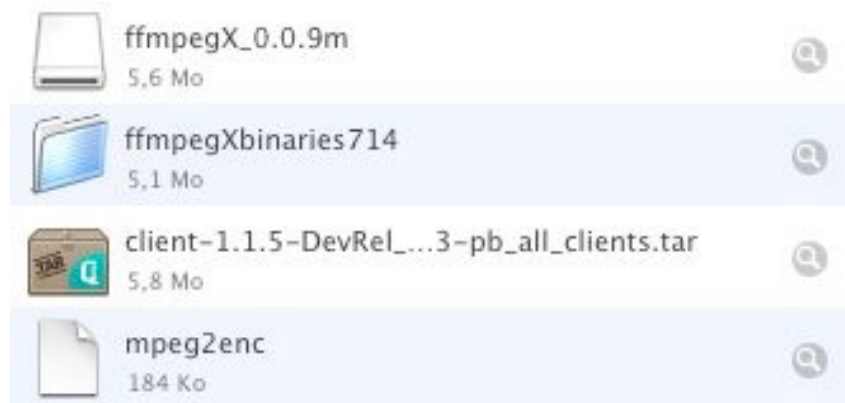 ffmpegX_0.0.9m
5,6 Mo
ffmpegXbinaries714
5,1 Mo
client-1.1.5-DevRel_...3-pb_all_clients.tar
TAR
5,8 Mo
mpeg2enc
184 Ko